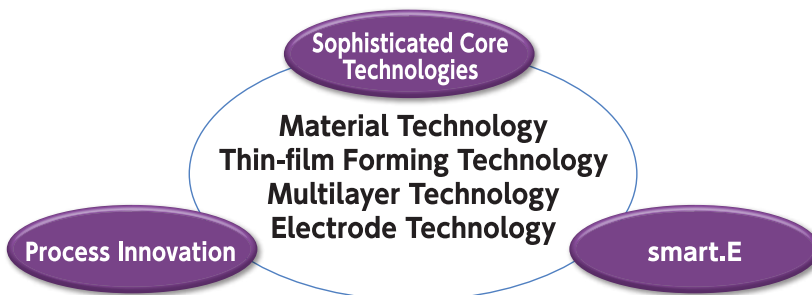 Sophisticated Core
Technologies
Material Technology
Thin-film Forming Technology
Multilayer Technology
Electrode Technology
Process Innovation
smart.E